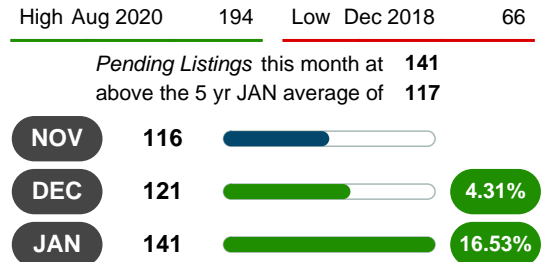 High Aug 2020 194 Low Dec 2018 66
Pending Listings this month at 141
above the 5 yr JAN average of 117
NOV 116
DEC 121 4.31%
JAN 141 16.53%